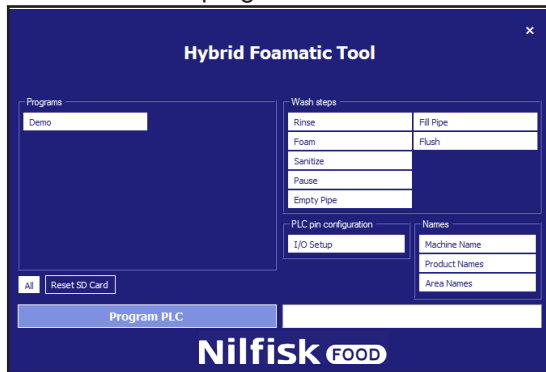 ×
Hybrid Foamatic Tool
Programs
Demo
Wash steps
Rinse
Fill Pipe
Foam
Flush
Sanitize
Pause
Empty Pipe
PLC pin configuration
I/O Setup
Names
Machine Name
Product Names
Area Names
All
Reset SD Card
Program PLC
Nilfisk FOOD